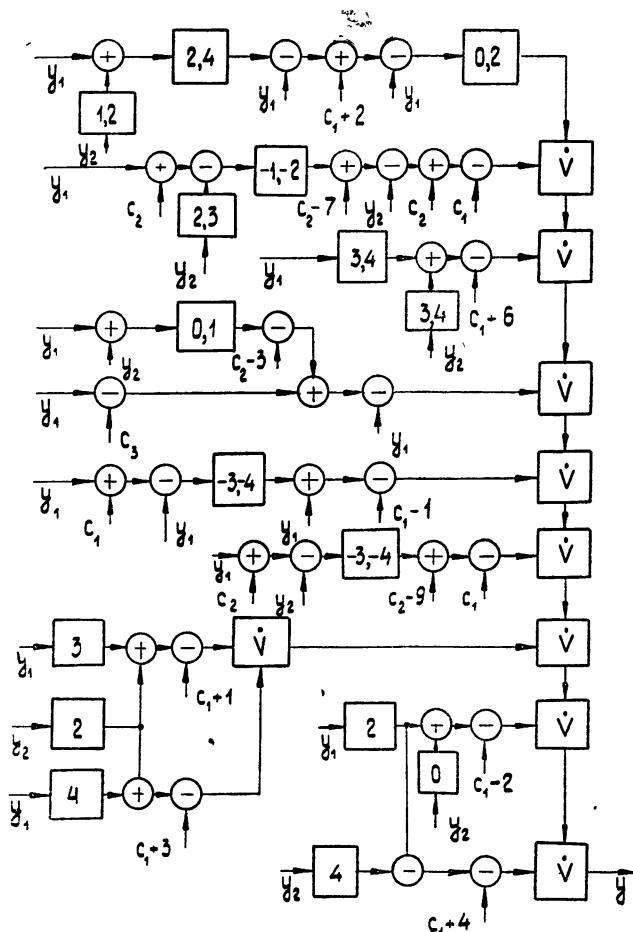 y₁ + 2,4 − + − 0,2
y₁ c₁+2 y₁
1,2
y₂
y₁ + − -1,-2 + − + − V̇
c₂ 2,3 c₂-7 y₂ c₂ c₁
y₂
y₁ 3,4 + − V̇
3,4 c₁+6
y₂
y₁ + 0,1 −
y₂ c₂-3
y₁ − + − V̇
c₃ y₁
y₁ + − -3,-4 + − V̇
c₁ y₁ y₁ c₁-1
y₁ + − -3,-4 + − V̇
c₂ y₂ c₂-9 c₁
y₁ 3 + − V̇ V̇
c₁+1
y₂ 2
y₁ 4 + −
c₁+3
y₁ 2 + − V̇
0 c₁-2
y₂
y₂ 4 − − V̇ y
c₁+4